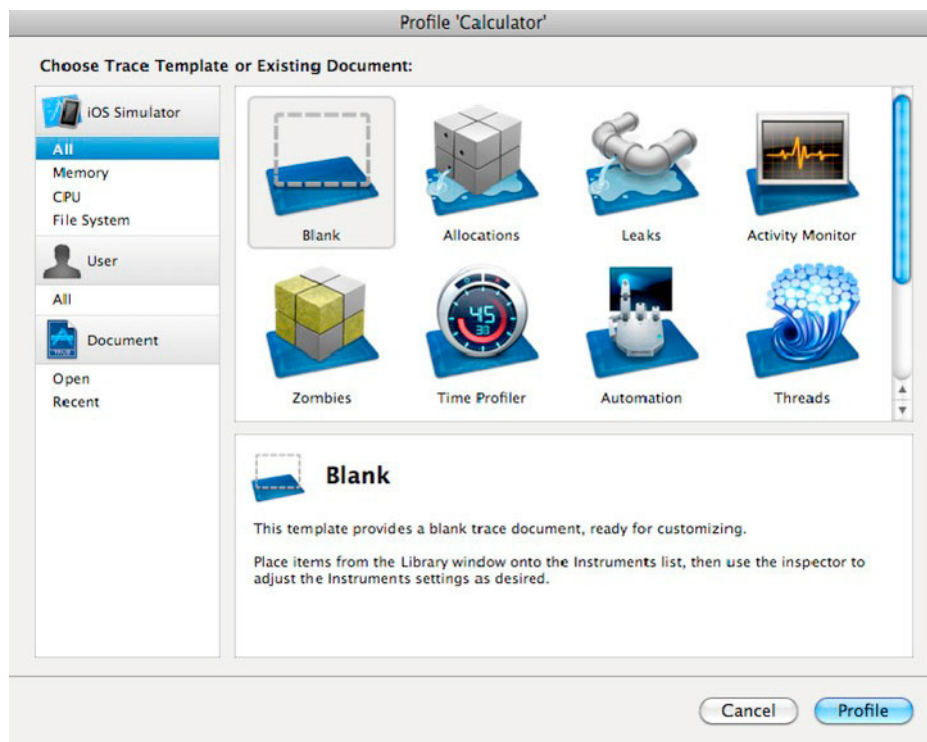 Profile 'Calculator'
Choose Trace Template or Existing Document:
iOS Simulator
All
Memory
CPU
File System
User
All
Document
Open
Recent
Blank
Allocations
Leaks
Activity Monitor
45
33
Zombies
Time Profiler
Automation
Threads
Blank
This template provides a blank trace document, ready for customizing.
Place items from the Library window onto the Instruments list, then use the inspector to
adjust the Instruments settings as desired.
Cancel
Profile